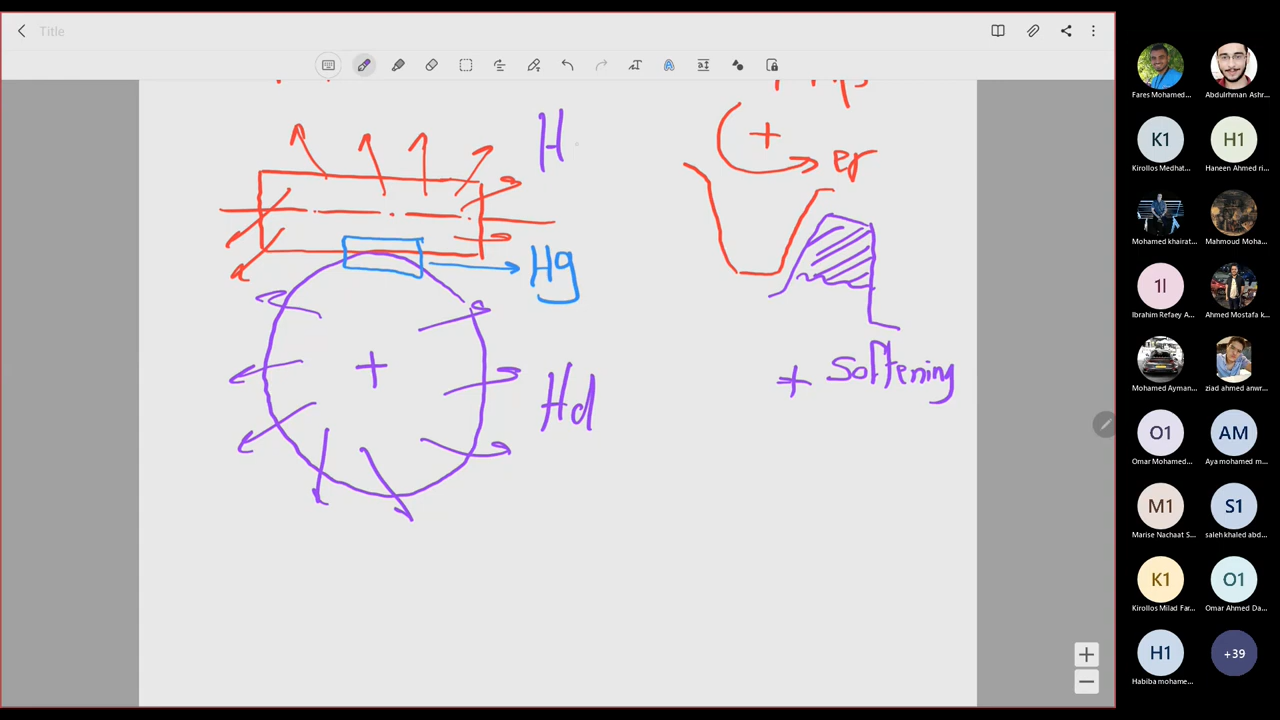 Title
H
+
er
Hg
+
Hd
+ Softening
Fares Mohamed...
Abdulrhman Ashr...
K1
Kirollos Medhat...
H1
Haneen Ahmed ri...
Mohamed khairat...
Mahmoud Moha...
1I
Ibrahim Refaey A...
Ahmed Mostafa k...
Mohamed Ayman...
ziad ahmed anwr...
O1
Omar Mohamed...
AM
Aya mohamed m...
M1
Marise Nachaat S...
S1
saleh khaled abd...
K1
Kirollos Milad Far...
O1
Omar Ahmed Da...
H1
Habiba mohame...
+39